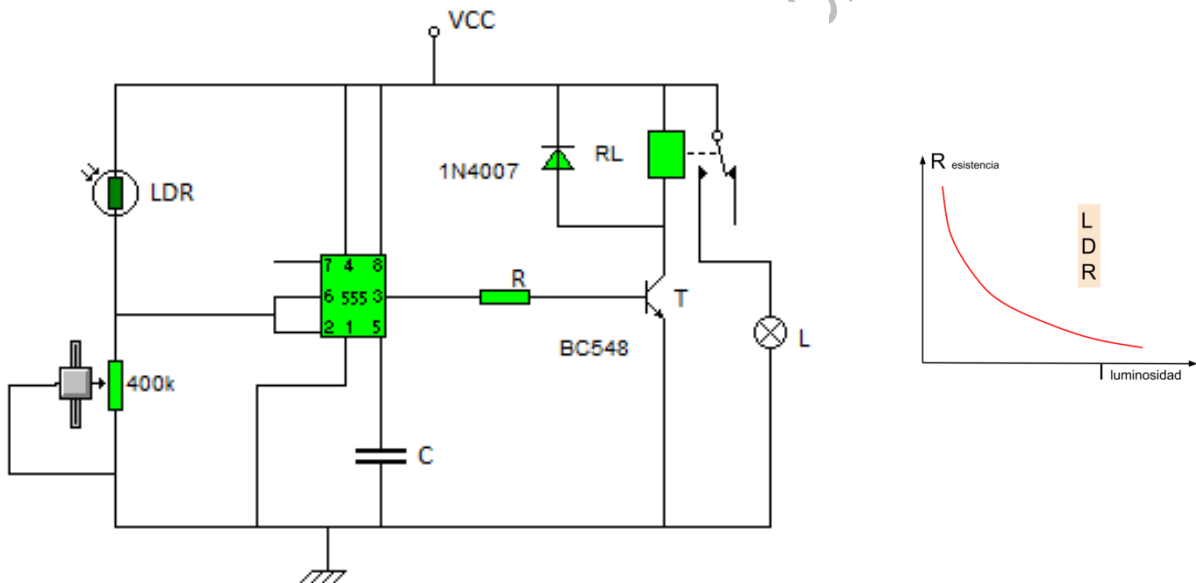 VCC
LDR
1N4007
RL
7 4 8
6 555 3
2 1 5
R
T
BC548
L
400k
C
R esistencia
L
D
R
I luminosidad